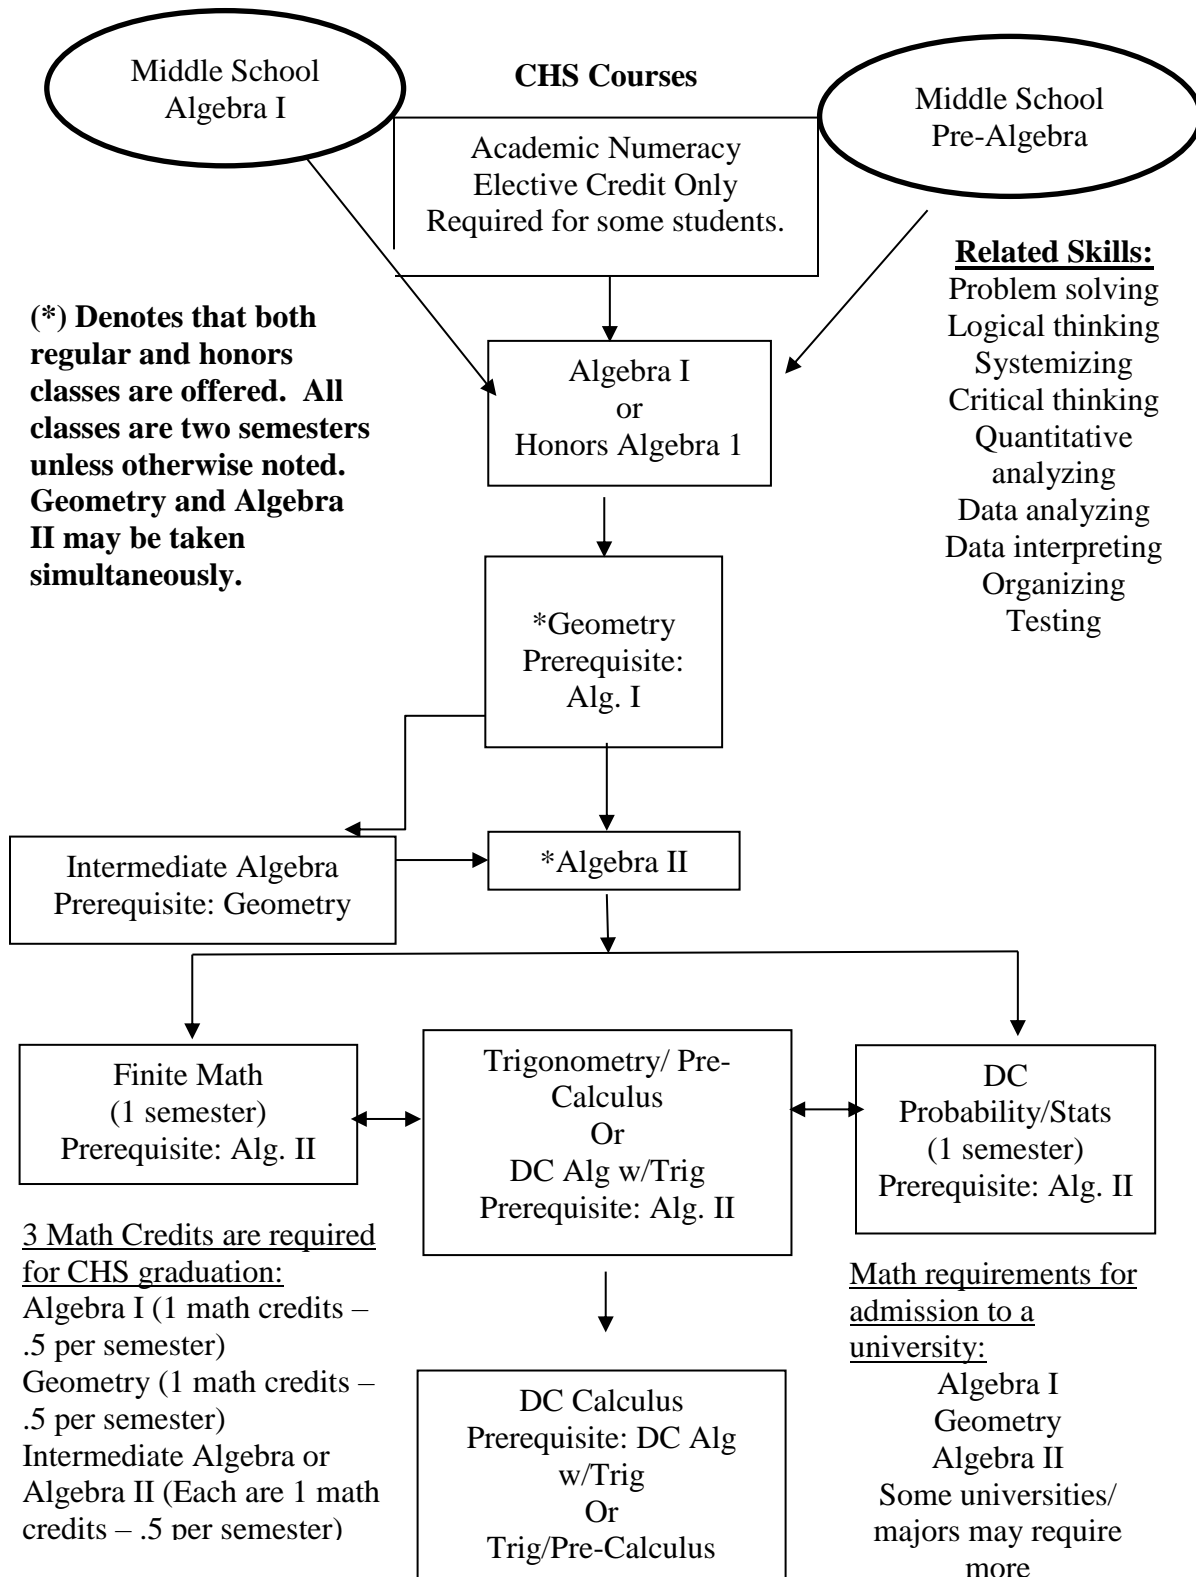 Middle School
Algebra I
CHS Courses
Middle School
Pre-Algebra
Academic Numeracy
Elective Credit Only
Required for some students.
Related Skills:
Problem solving
Logical thinking
Systemizing
Critical thinking
Quantitative
analyzing
Data analyzing
Data interpreting
Organizing
Testing
(*) Denotes that both
regular and honors
classes are offered.  All
classes are two semesters
unless otherwise noted.
Geometry and Algebra
II may be taken
simultaneously.
Algebra I
or
Honors Algebra 1
*Geometry
Prerequisite:
Alg. I
Intermediate Algebra
Prerequisite: Geometry
*Algebra II
Finite Math
(1 semester)
Prerequisite: Alg. II
Trigonometry/ Pre-
Calculus
Or
DC Alg w/Trig
Prerequisite: Alg. II
DC
Probability/Stats
(1 semester)
Prerequisite: Alg. II
3 Math Credits are required
for CHS graduation:
Algebra I (1 math credits –
.5 per semester)
Geometry (1 math credits –
.5 per semester)
Intermediate Algebra or
Algebra II (Each are 1 math
credits – .5 per semester)
DC Calculus
Prerequisite: DC Alg
w/Trig
Or
Trig/Pre-Calculus
Math requirements for
admission to a
university:
Algebra I
Geometry
Algebra II
Some universities/
majors may require
more